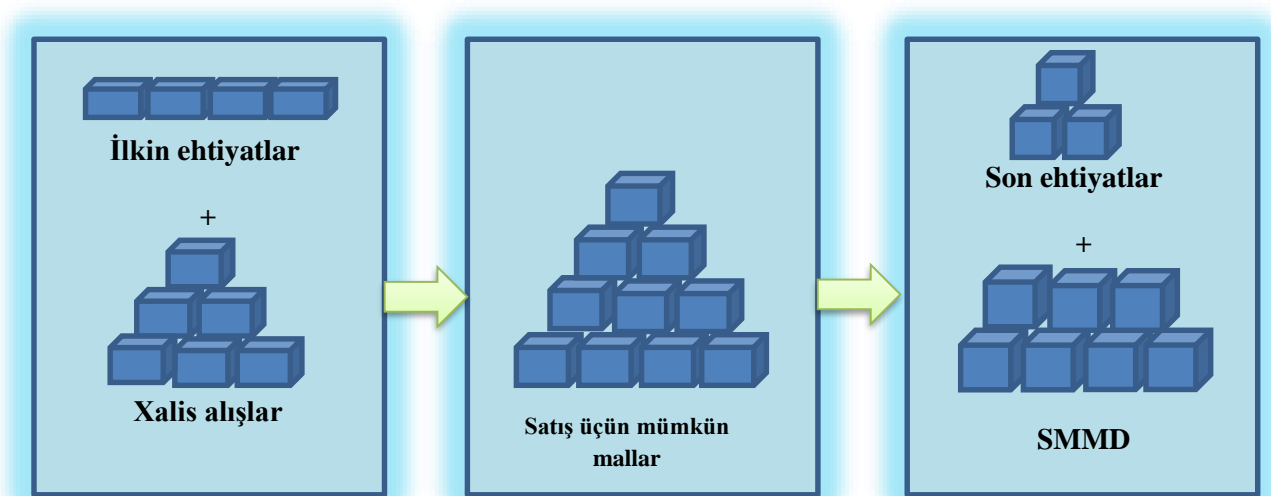 İlkin ehtiyatlar
+
Xalis alışlar
Satış üçün mümkün
mallar
Son ehtiyatlar
+
SMMD